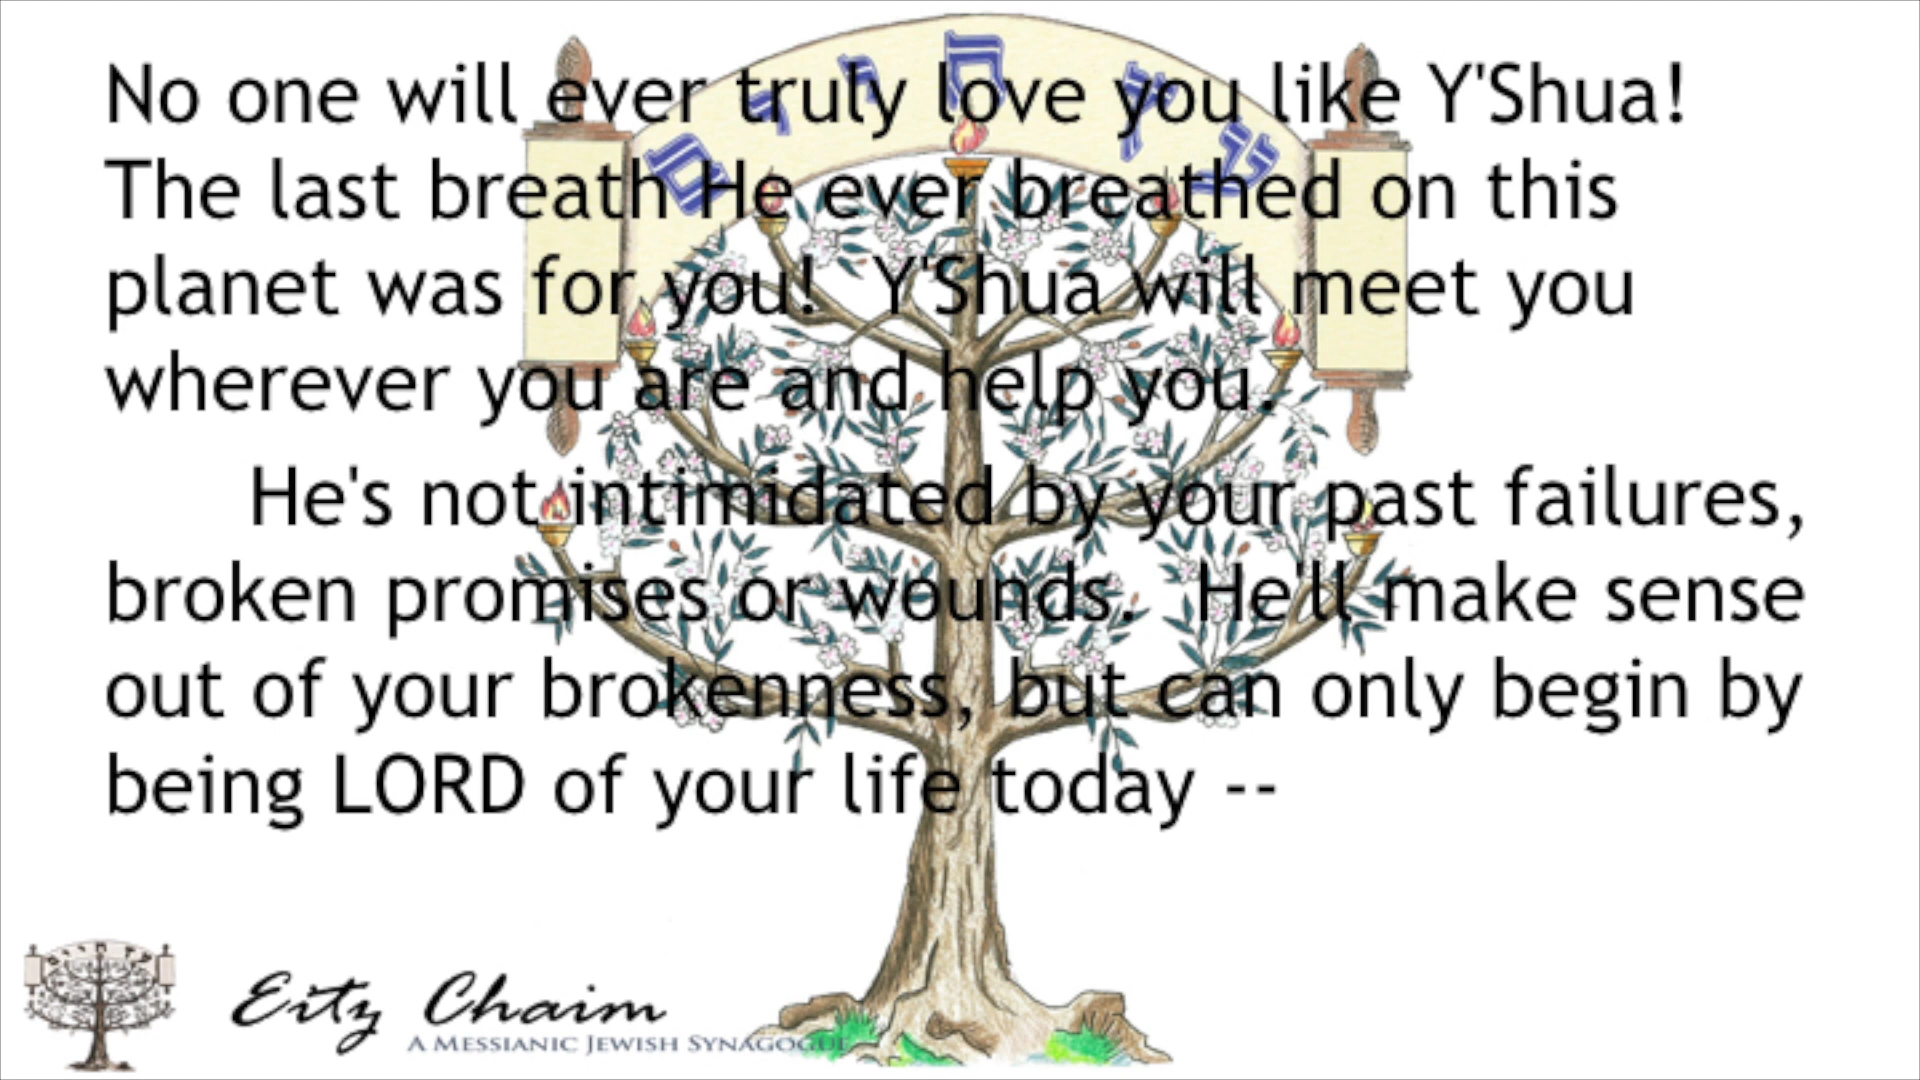 עץ חיים
No one will ever truly love you like Y'Shua!
The last breath He ever breathed on this
planet was for you!  Y'Shua will meet you
wherever you are and help you.
He's not intimidated by your past failures,
broken promises or wounds.  He'll make sense
out of your brokenness, but can only begin by
being LORD of your life today --
Eitz Chaim
A MESSIANIC JEWISH SYNAGOGUE